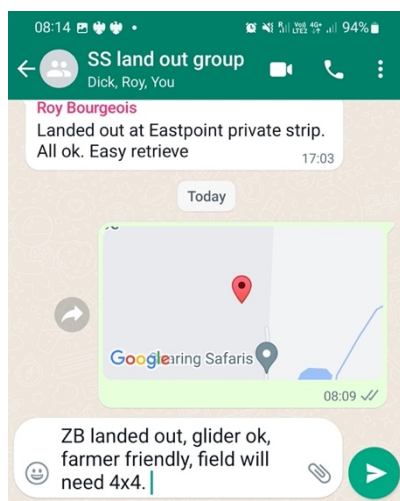 08:14 94%
SS land out group
Dick, Roy, You
Roy Bourgeois
Landed out at Eastpoint private strip.
All ok. Easy retrieve
17:03
Today
Google aring Safaris
08:09
ZB landed out, glider ok,
farmer friendly, field will
need 4x4.